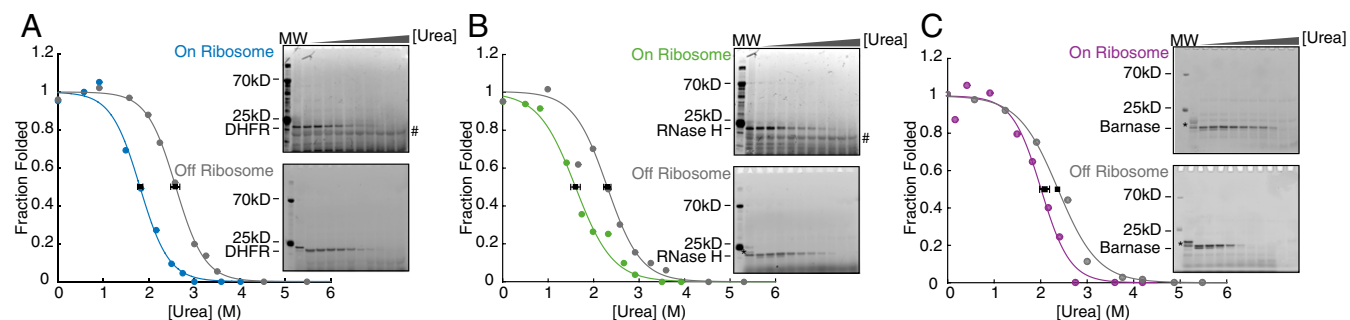 A
On Ribosome
MW
[Urea]
70kD
25kD
DHFR
#
Off Ribosome
70kD
25kD
DHFR
Fraction Folded
1.2
1
0.8
0.6
0.4
0.2
0
0 1 2 3 4 5 6
[Urea] (M)
B
On Ribosome
MW
[Urea]
70kD
25kD
RNase H
#
Off Ribosome
70kD
25kD
RNase H
*
Fraction Folded
1.2
1
0.8
0.6
0.4
0.2
0
0 1 2 3 4 5 6
[Urea] (M)
C
On Ribosome
MW
[Urea]
70kD
25kD
Barnase
*
Off Ribosome
70kD
25kD
Barnase
*
Fraction Folded
1.2
1
0.8
0.6
0.4
0.2
0
0 1 2 3 4 5 6
[Urea] (M)